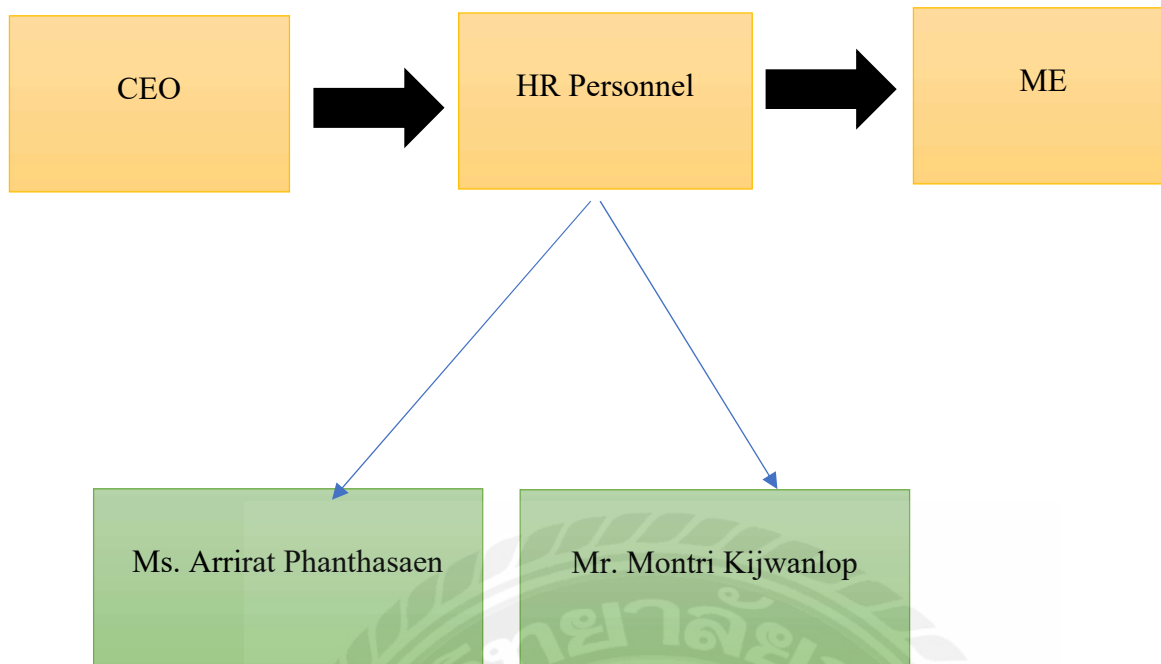 CEO
HR Personnel
ME
Ms. Arrirat Phanthasaen
Mr. Montri Kijwanlop